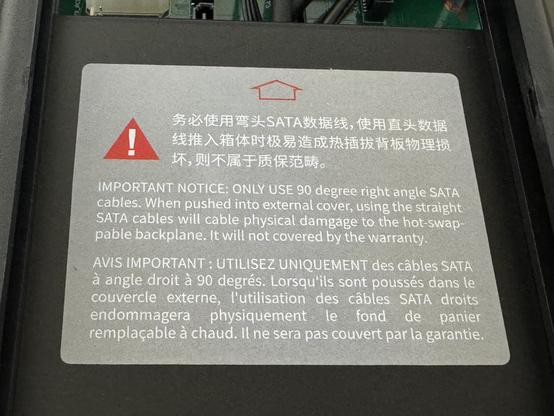 务必使用弯头SATA数据线，使用直头数据
线推入箱体时极易造成热插拔背板物理损
坏，则不属于质保范畴。
IMPORTANT NOTICE: ONLY USE 90 degree right angle SATA
cables. When pushed into external cover, using the straight
SATA cables will cable physical damgage to the hot-swap-
pable backplane. It will not covered by the warranty.
AVIS IMPORTANT : UTILISEZ UNIQUEMENT des câbles SATA
à angle droit à 90 degrés. Lorsqu'ils sont poussés dans le
couvercle externe, l'utilisation des câbles SATA droits
endommagera physiquement le fond de panier
remplaçable à chaud. Il ne sera pas couvert par la garantie.